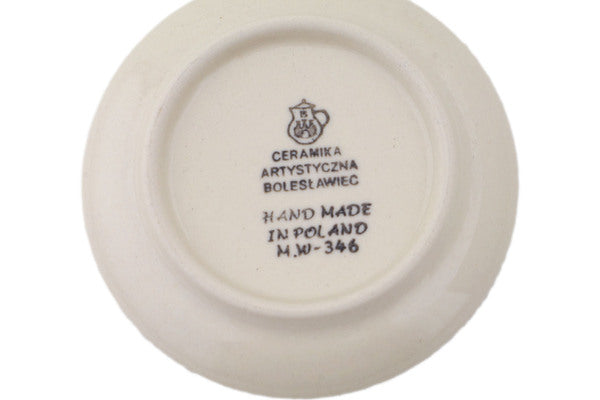 B
CERAMIKA
ARTYSTYCZNA
BOLESŁAWIEC
HAND MADE
IN POLAND
M.W-346